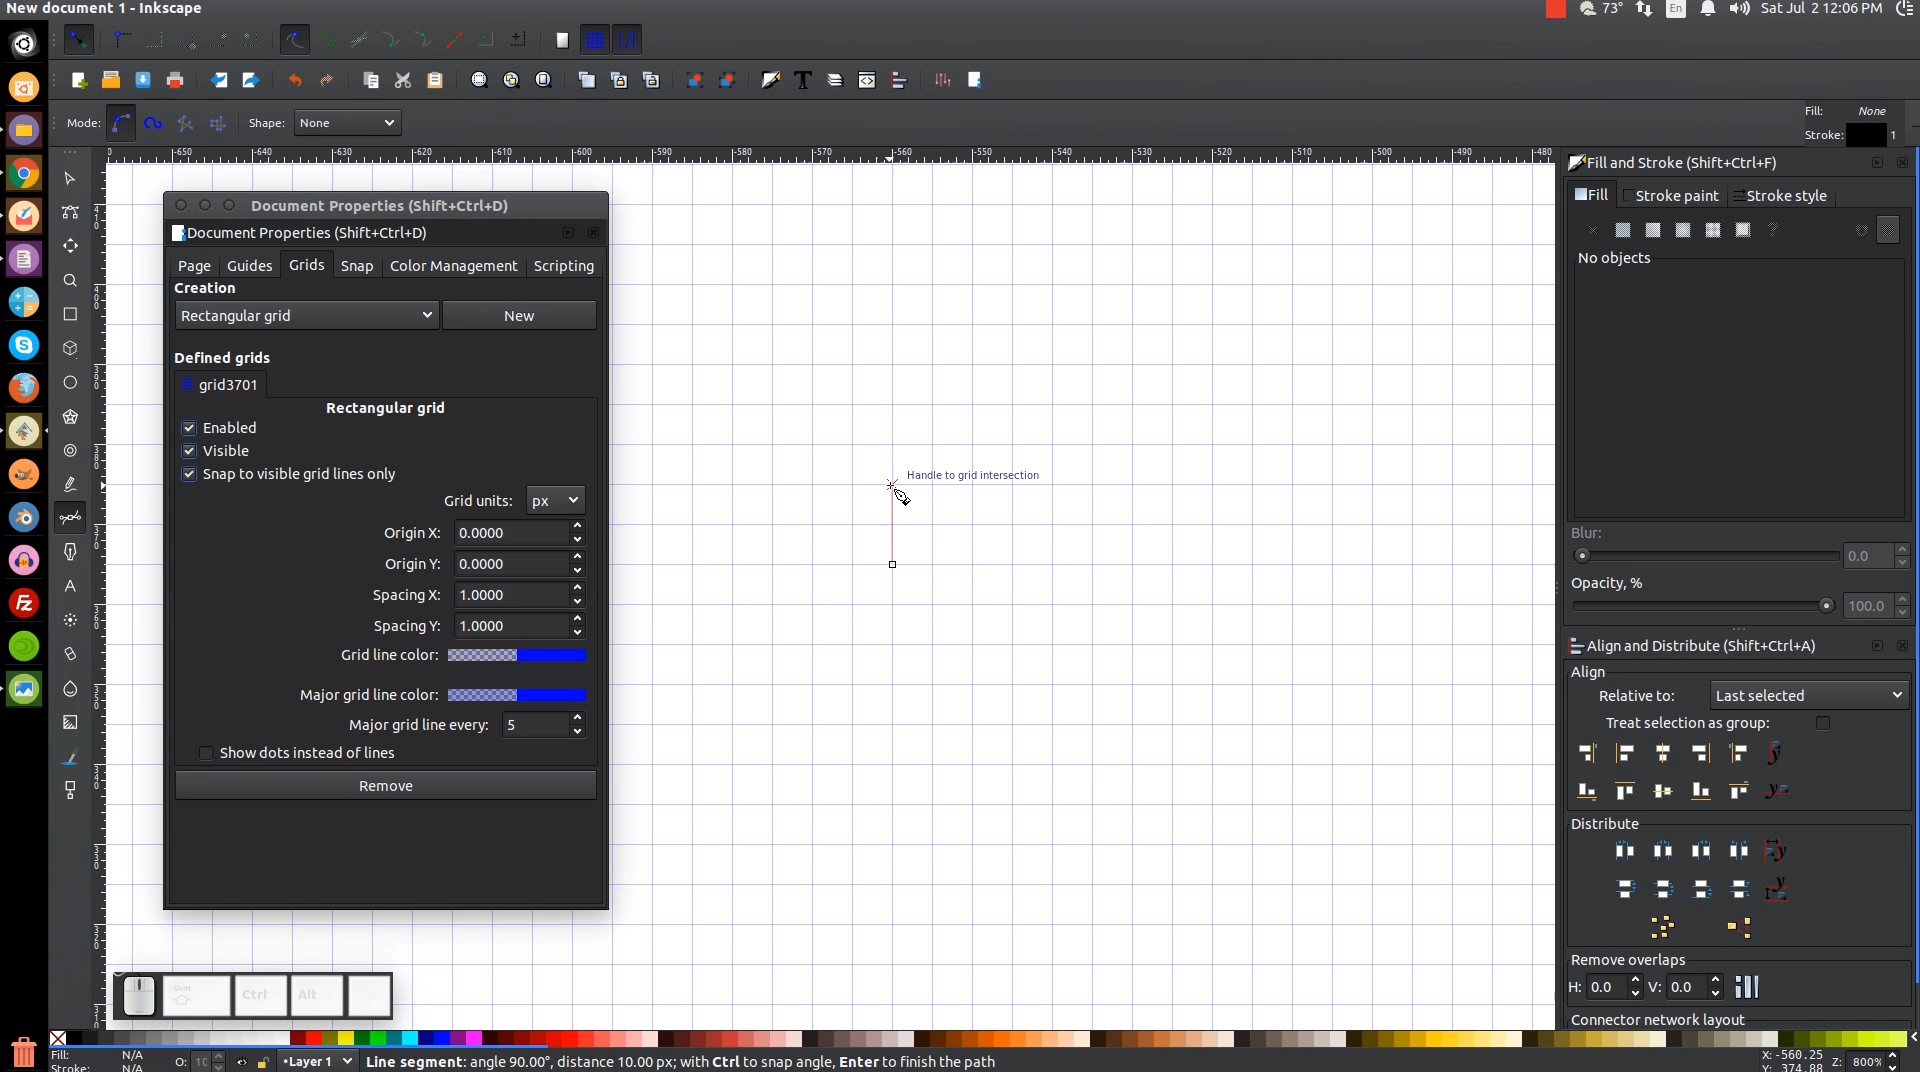 New document 1 - Inkscape
73°
En
Sat Jul 2 12:06 PM
Mode:
Shape:
None
Fill:
None
Stroke:
1
-650
-640
-630
-620
-610
-600
-590
-580
-570
-560
-550
-540
-530
-520
-510
-500
-490
-480
Document Properties (Shift+Ctrl+D)
Document Properties (Shift+Ctrl+D)
Page
Guides
Grids
Snap
Color Management
Scripting
Creation
Rectangular grid
New
Defined grids
grid3701
Rectangular grid
Enabled
Visible
Snap to visible grid lines only
Grid units:
px
Origin X:
0.0000
Origin Y:
0.0000
Spacing X:
1.0000
Spacing Y:
1.0000
Grid line color:
Major grid line color:
Major grid line every:
5
Show dots instead of lines
Remove
Handle to grid intersection
Fill and Stroke (Shift+Ctrl+F)
Fill
Stroke paint
Stroke style
No objects
Blur:
0.0
Opacity, %
100.0
Align and Distribute (Shift+Ctrl+A)
Align
Relative to:
Last selected
Treat selection as group:
Distribute
Remove overlaps
H:
0.0
V:
0.0
Connector network layout
Shift
Ctrl
Alt
Fill:
N/A
Stroke:
N/A
O:
•Layer 1
Line segment: angle 90.00°, distance 10.00 px; with Ctrl to snap angle, Enter to finish the path
X:-560.25
Y: 374.88
Z:
800%